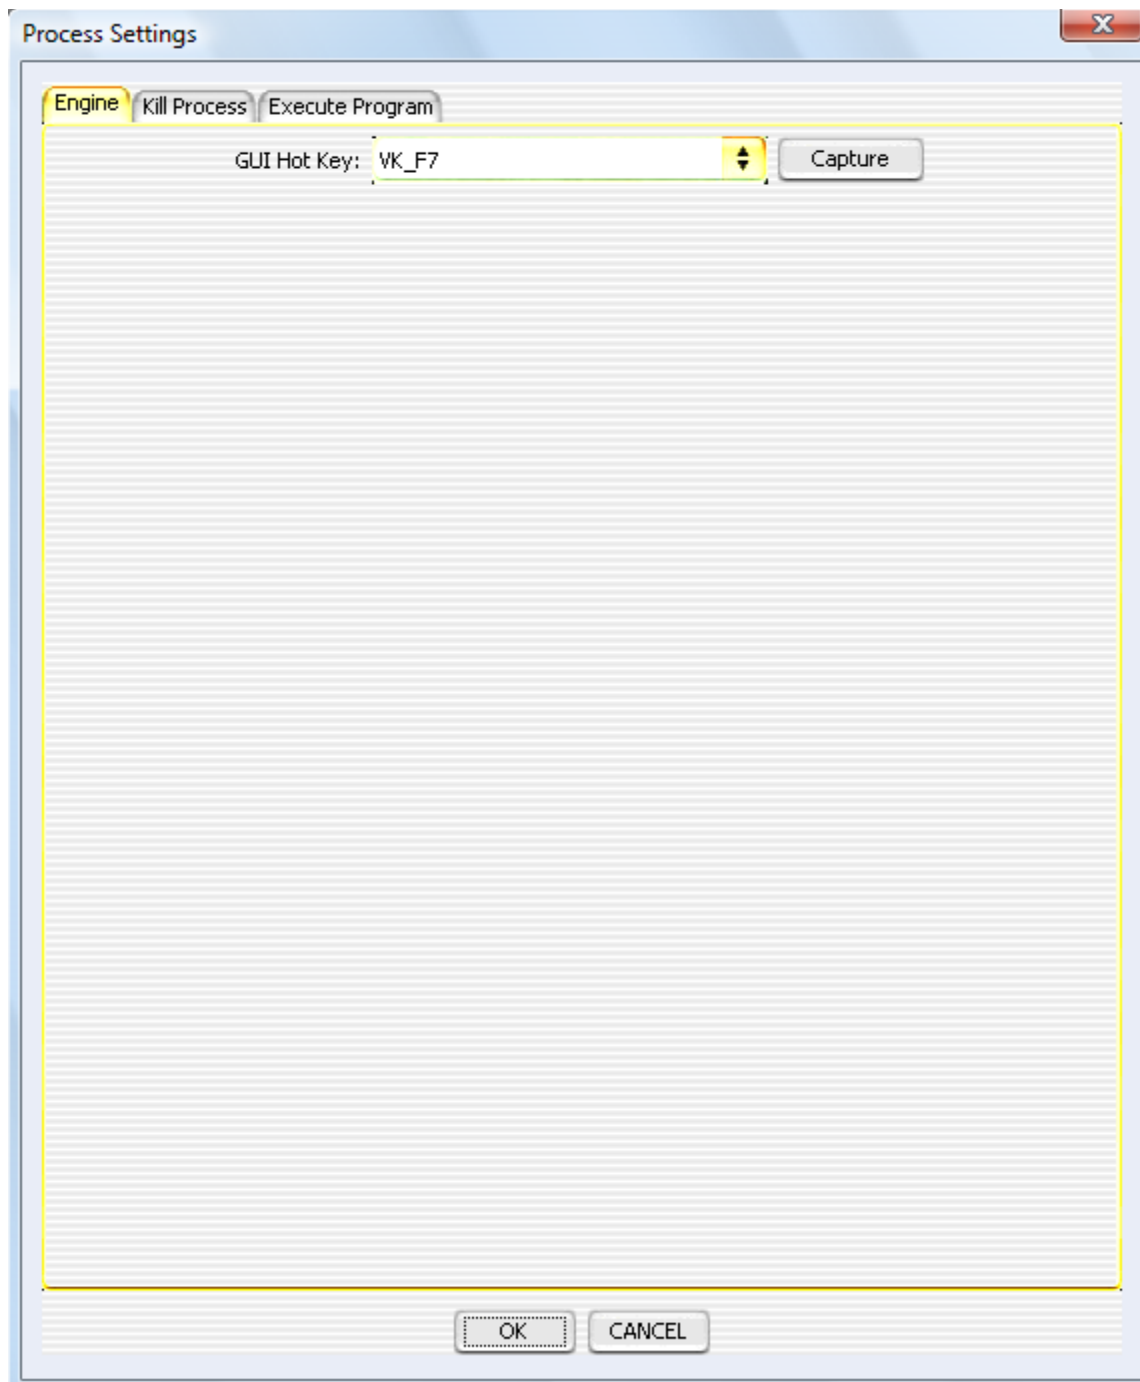 Process Settings
Engine Kill Process Execute Program
GUI Hot Key: VK_F7 Capture
OK CANCEL